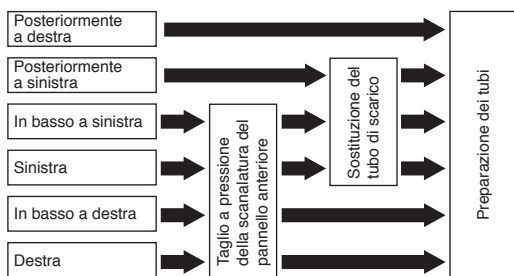 Posteriormente
a destra
Posteriormente
a sinistra
In basso a sinistra
Sinistra
In basso a destra
Destra
Taglio a pressione
della scanalatura del
pannello anteriore
Sostituzione del
tubo di scarico
Preparazione dei tubi